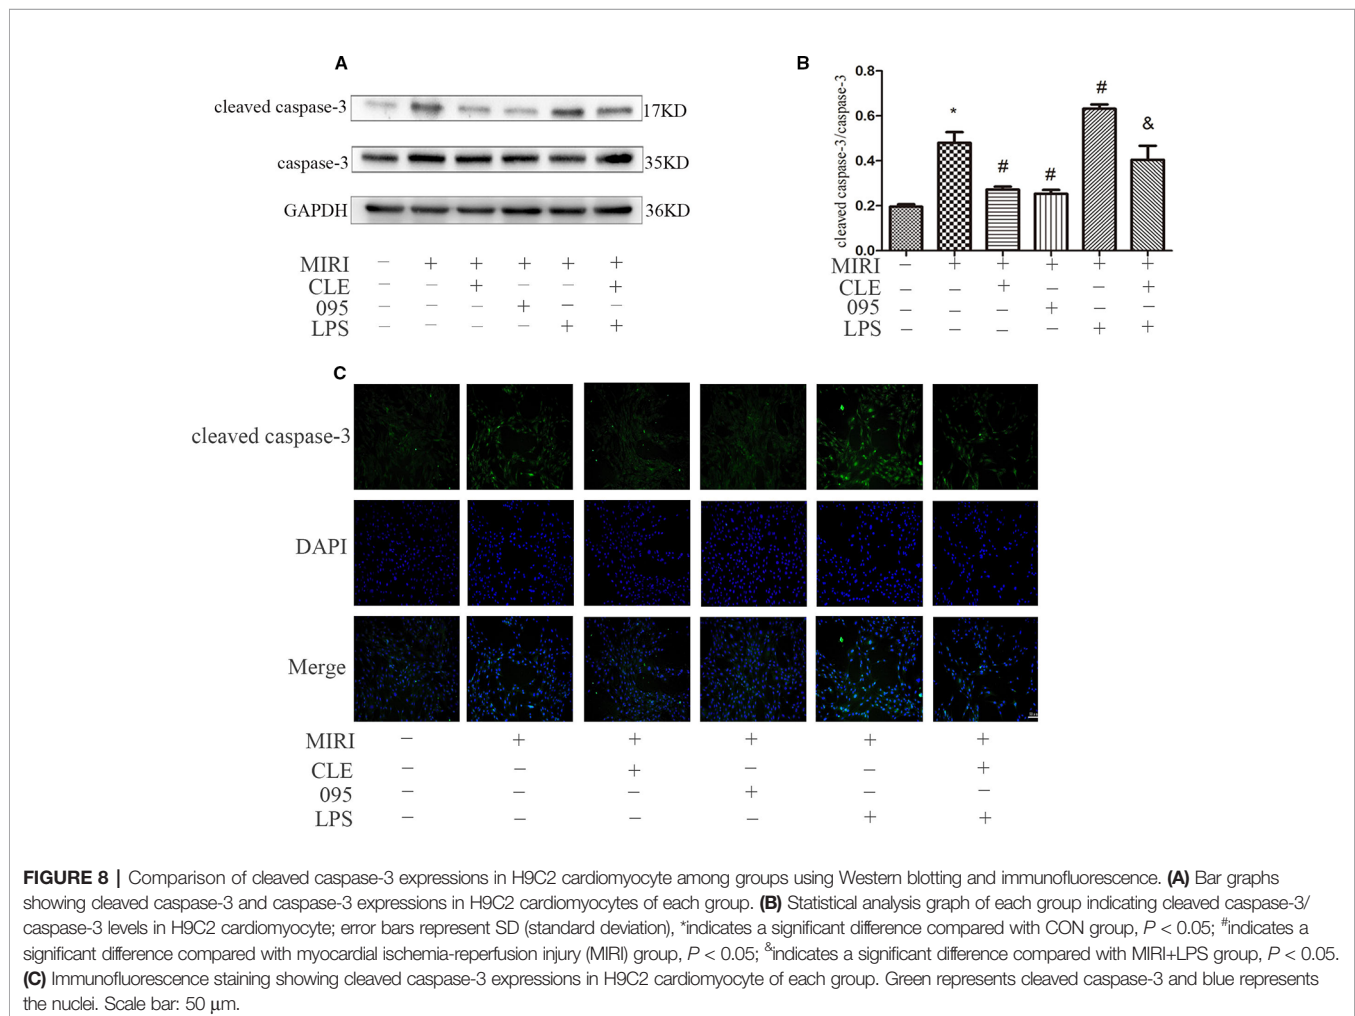 A
cleaved caspase-3
17KD
caspase-3
35KD
GAPDH
36KD
MIRI − + + + + +
CLE − − + − − +
095 − − − + − −
LPS − − − − + +
B
cleaved caspase-3/caspase-3
0.8
0.6
0.4
0.2
0.0
* # # # &
MIRI − + + + + +
CLE − − + − − +
095 − − − + − −
LPS − − − − + +
C
cleaved caspase-3
DAPI
Merge
MIRI − + + + + +
CLE − − + − − +
095 − − − + − −
LPS − − − − + +
FIGURE 8 | Comparison of cleaved caspase-3 expressions in H9C2 cardiomyocyte among groups using Western blotting and immunofluorescence. (A) Bar graphs
showing cleaved caspase-3 and caspase-3 expressions in H9C2 cardiomyocytes of each group. (B) Statistical analysis graph of each group indicating cleaved caspase-3/
caspase-3 levels in H9C2 cardiomyocyte; error bars represent SD (standard deviation), *indicates a significant difference compared with CON group, P < 0.05; #indicates a
significant difference compared with myocardial ischemia-reperfusion injury (MIRI) group, P < 0.05; &indicates a significant difference compared with MIRI+LPS group, P < 0.05.
(C) Immunofluorescence staining showing cleaved caspase-3 expressions in H9C2 cardiomyocyte of each group. Green represents cleaved caspase-3 and blue represents
the nuclei. Scale bar: 50 μm.